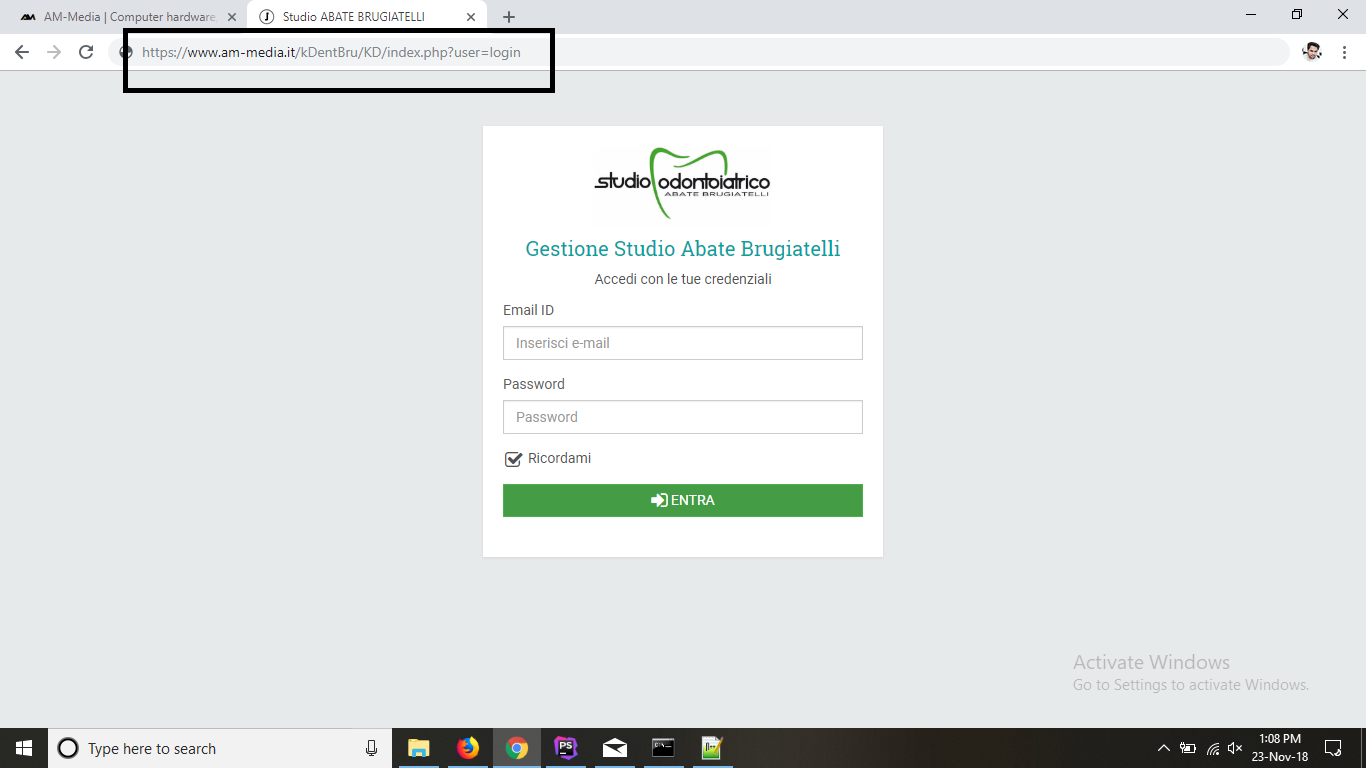 AM-Media | Computer hardware,
Studio ABATE BRUGIATELLI
https://www.am-media.it/kDentBru/KD/index.php?user=login
studio odontoiatrico
ABATE BRUGIATELLI
Gestione Studio Abate Brugiatelli
Accedi con le tue credenziali
Email ID
Inserisci e-mail
Password
Password
Ricordami
ENTRA
Activate Windows
Go to Settings to activate Windows.
Type here to search
PS
1:08 PM
23-Nov-18